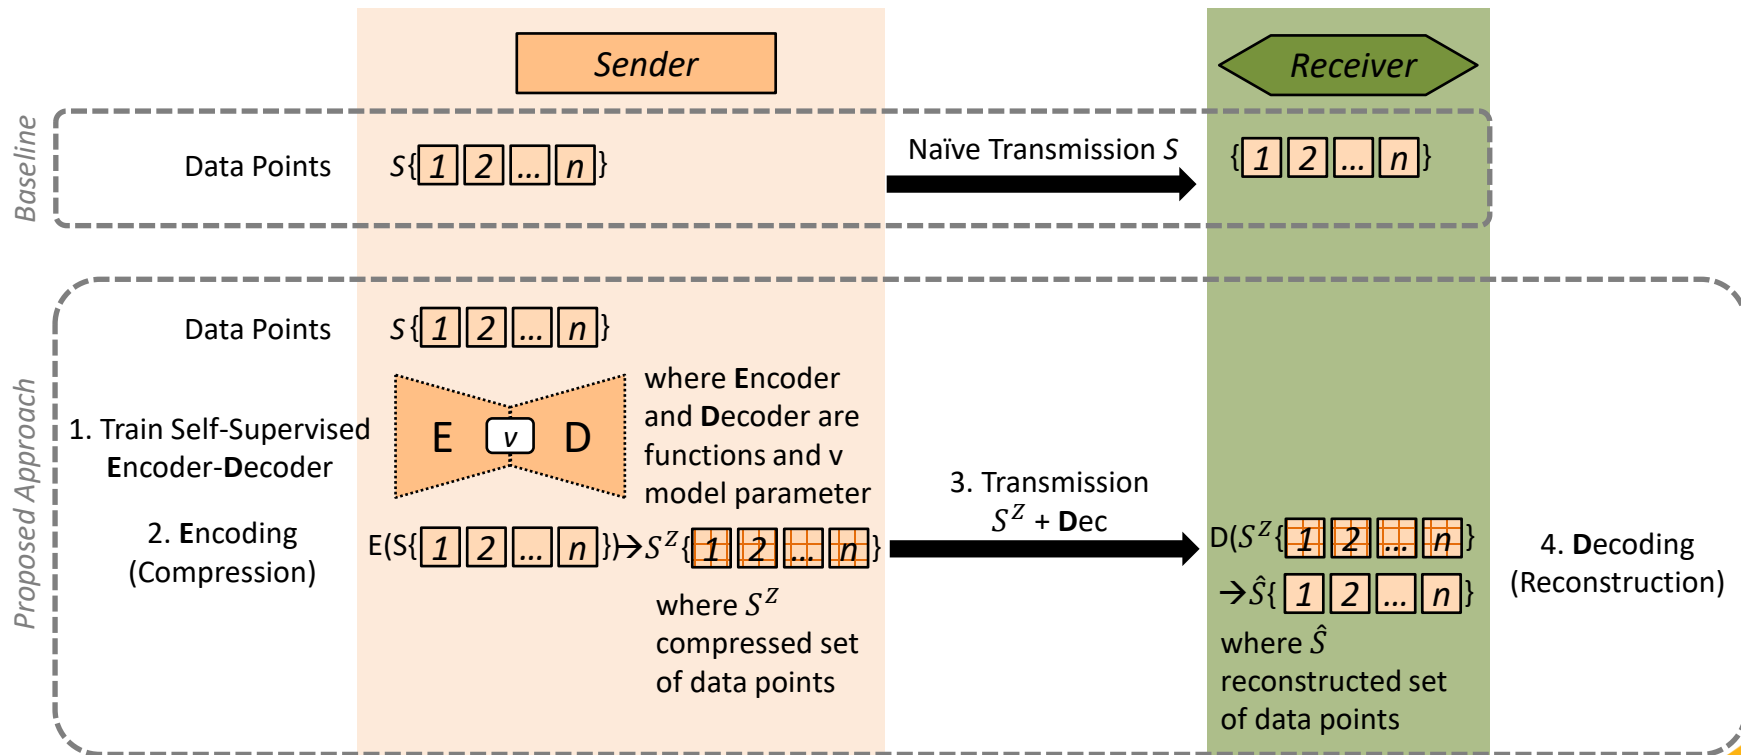 Sender
Receiver
Baseline
Data Points
S{ 1 2 ... n }
Naïve Transmission S
{ 1 2 ... n }
Proposed Approach
Data Points
S{ 1 2 ... n }
1. Train Self-Supervised
Encoder-Decoder
E v D
where Encoder
and Decoder are
functions and v
model parameter
2. Encoding
(Compression)
E(S{ 1 2 ... n })→S^Z{ 1 2 ... n }
where S^Z
compressed set
of data points
3. Transmission
S^Z + Dec
D(S^Z{ 1 2 ... n }
→Ŝ{ 1 2 ... n }
where Ŝ
reconstructed set
of data points
4. Decoding
(Reconstruction)